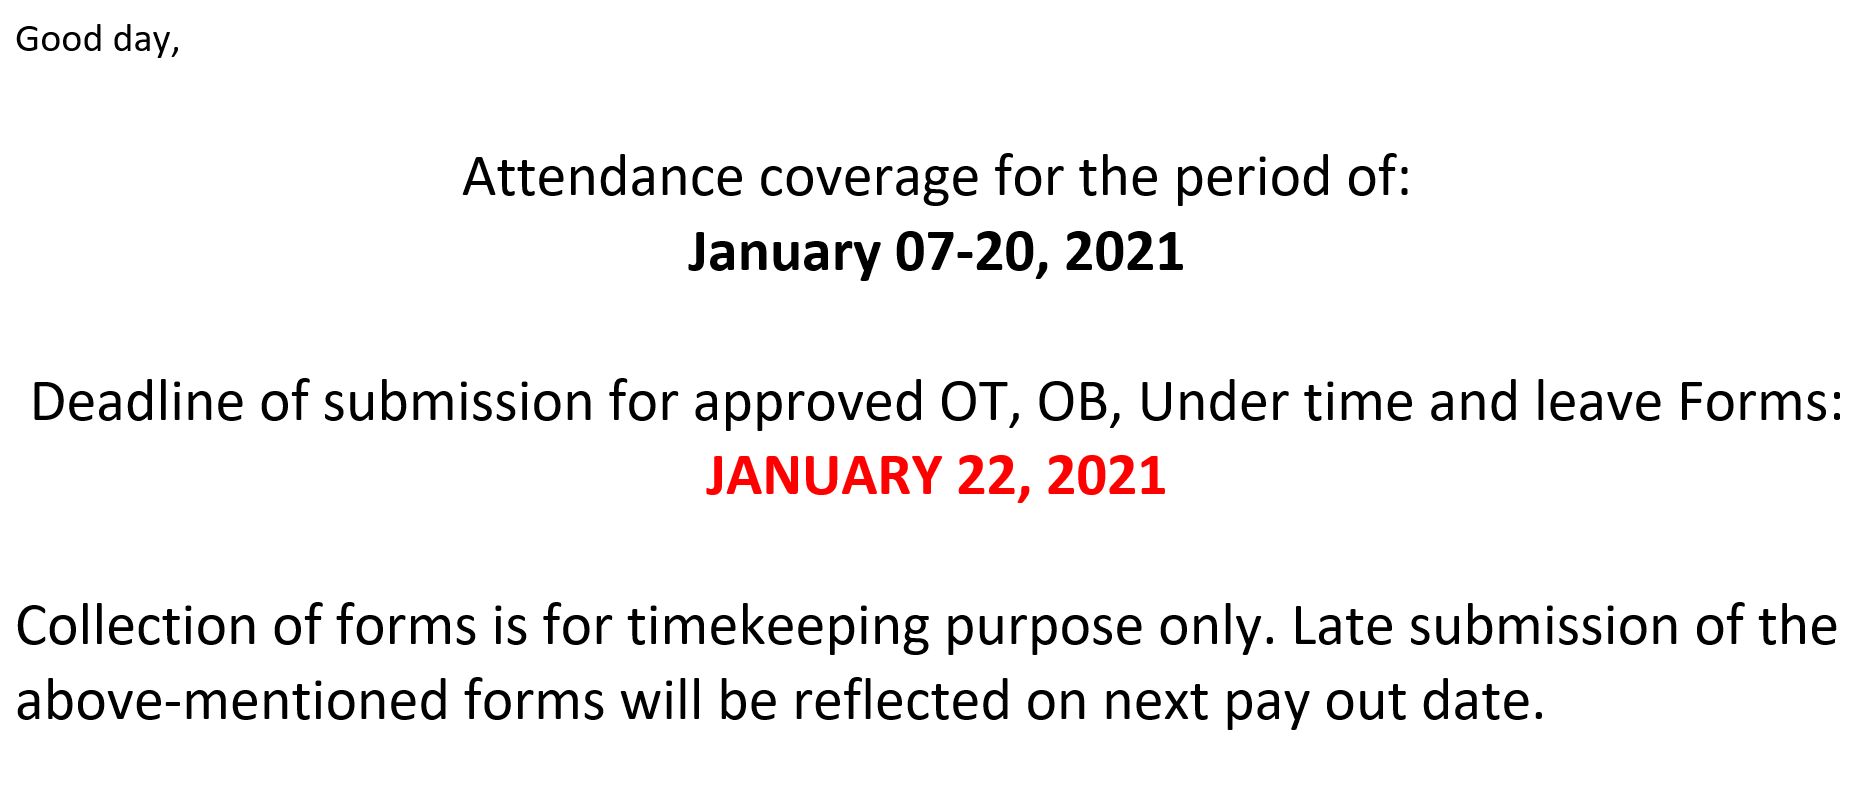 Good day,
Attendance coverage for the period of:
January 07-20, 2021
Deadline of submission for approved OT, OB, Under time and leave Forms:
JANUARY 22, 2021
Collection of forms is for timekeeping purpose only. Late submission of the
above-mentioned forms will be reflected on next pay out date.